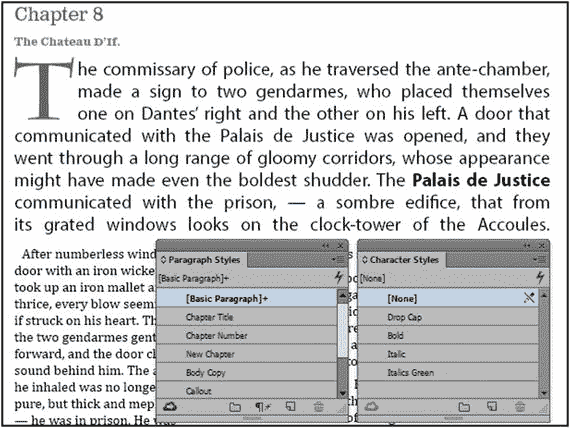 Chapter 8
The Chateau D'If.
The commissary of police, as he traversed the ante-chamber,
made a sign to two gendarmes, who placed themselves
one on Dantes' right and the other on his left. A door that
communicated with the Palais de Justice was opened, and they
went through a long range of gloomy corridors, whose appearance
might have made even the boldest shudder. The Palais de Justice
communicated with the prison, — a sombre edifice, that from
its grated windows looks on the clock-tower of the Accoules.
After numberless wind
door with an iron wicke
took up an iron mallet a
thrice, every blow seem
if struck on his heart. Th
the two gendarmes gent
forward, and the door cl
sound behind him. The a
he inhaled was no longe
pure, but thick and mep
— he was in prison. He was
Paragraph Styles
[Basic Paragraph]+
[Basic Paragraph]+
Chapter Title
Chapter Number
New Chapter
Body Copy
Callout
Character Styles
[None]
[None]
Drop Cap
Bold
Italic
Italics Green